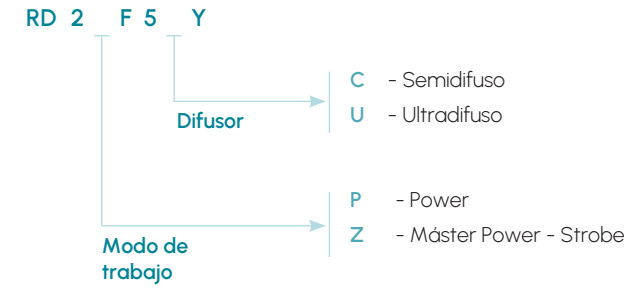 RD 2 _ F 5 _ Y
C - Semidifuso
U - Ultradifuso
Difusor
P - Power
Z - Máster Power - Strobe
Modo de
trabajo